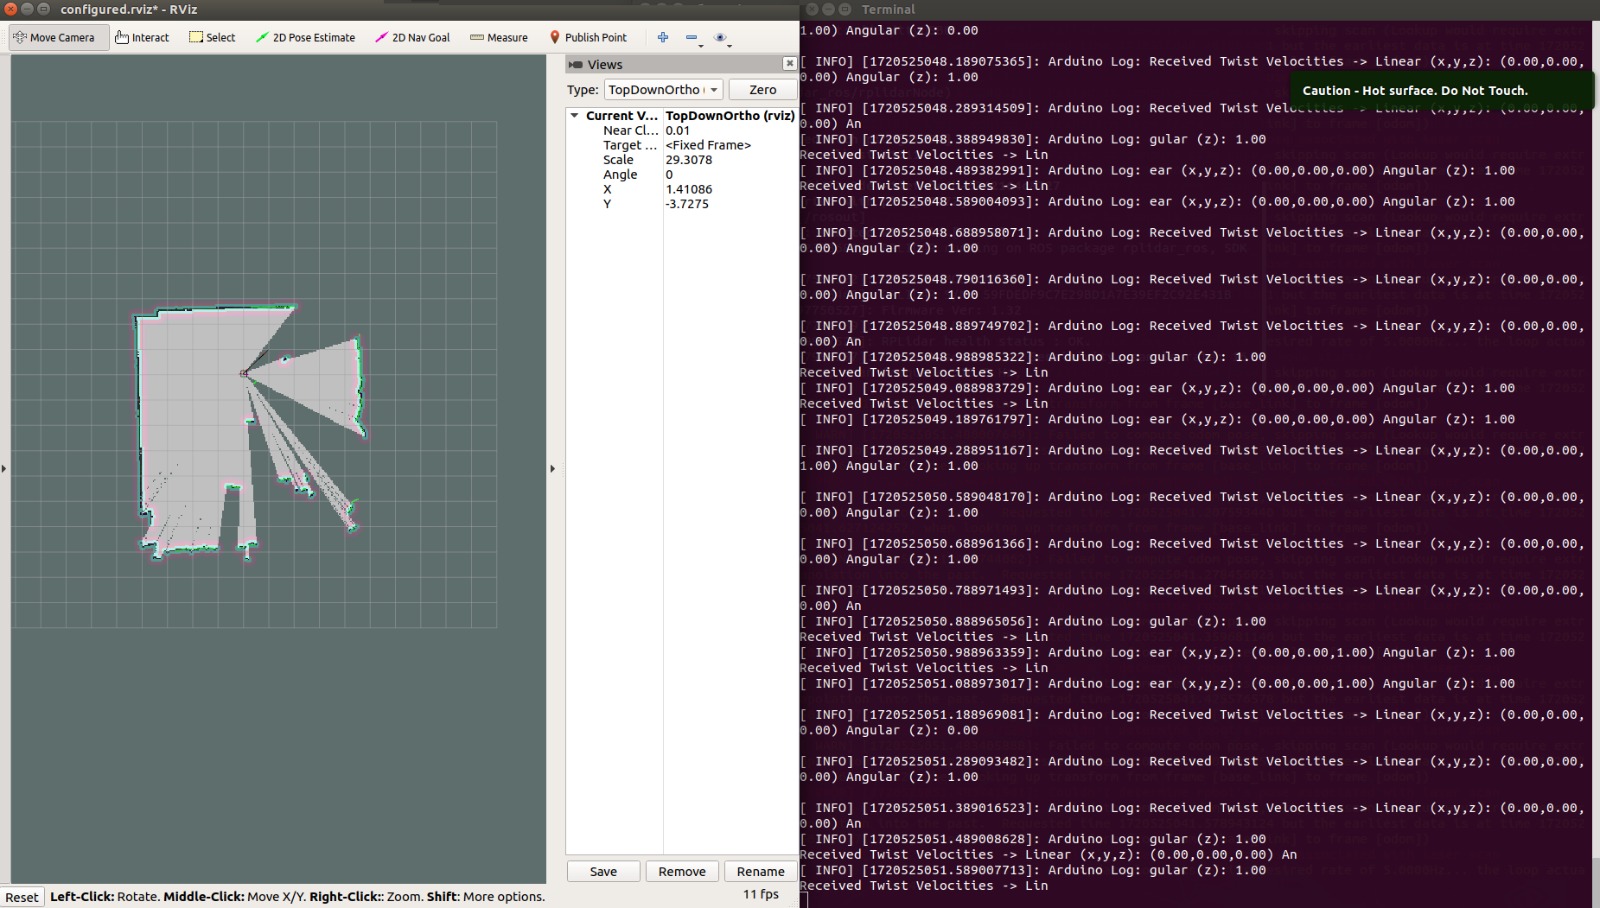 configured.rviz* - RViz
Move Camera Interact Select 2D Pose Estimate 2D Nav Goal Measure Publish Point
Views
Type: TopDownOrtho ( Zero
Current V... TopDownOrtho (rviz)
Near Cl... 0.01
Target ... <Fixed Frame>
Scale 29.3078
Angle 0
X 1.41086
Y -3.7275
Save Remove Rename
Reset Left-Click: Rotate. Middle-Click: Move X/Y. Right-Click:: Zoom. Shift: More options. 11 fps
Terminal
1.00) Angular (z): 0.00
[ INFO] [1720525048.189075365]: Arduino Log: Received Twist Velocities -> Linear (x,y,z): (0.00,0.00,
0.00) Angular (z): 1.00
Caution - Hot surface. Do Not Touch.
[ INFO] [1720525048.289314509]: Arduino Log: Received Twist Velocities -> Linear (x,y,z): (0.00,0.00,
0.00) An
[ INFO] [1720525048.388949830]: Arduino Log: gular (z): 1.00
Received Twist Velocities -> Lin
[ INFO] [1720525048.489382991]: Arduino Log: ear (x,y,z): (0.00,0.00,0.00) Angular (z): 1.00
Received Twist Velocities -> Lin
[ INFO] [1720525048.589004093]: Arduino Log: ear (x,y,z): (0.00,0.00,0.00) Angular (z): 1.00
[ INFO] [1720525048.688958071]: Arduino Log: Received Twist Velocities -> Linear (x,y,z): (0.00,0.00,
0.00) Angular (z): 1.00
[ INFO] [1720525048.790116360]: Arduino Log: Received Twist Velocities -> Linear (x,y,z): (0.00,0.00,
0.00) Angular (z): 1.00
[ INFO] [1720525048.889749702]: Arduino Log: Received Twist Velocities -> Linear (x,y,z): (0.00,0.00,
0.00) An
[ INFO] [1720525048.988985322]: Arduino Log: gular (z): 1.00
Received Twist Velocities -> Lin
[ INFO] [1720525049.088983729]: Arduino Log: ear (x,y,z): (0.00,0.00,0.00) Angular (z): 1.00
Received Twist Velocities -> Lin
[ INFO] [1720525049.189761797]: Arduino Log: ear (x,y,z): (0.00,0.00,0.00) Angular (z): 1.00
[ INFO] [1720525049.288951167]: Arduino Log: Received Twist Velocities -> Linear (x,y,z): (0.00,0.00,
1.00) Angular (z): 1.00
[ INFO] [1720525050.589048170]: Arduino Log: Received Twist Velocities -> Linear (x,y,z): (0.00,0.00,
0.00) Angular (z): 1.00
[ INFO] [1720525050.688961366]: Arduino Log: Received Twist Velocities -> Linear (x,y,z): (0.00,0.00,
0.00) Angular (z): 1.00
[ INFO] [1720525050.788971493]: Arduino Log: Received Twist Velocities -> Linear (x,y,z): (0.00,0.00,
0.00) An
[ INFO] [1720525050.888965056]: Arduino Log: gular (z): 1.00
Received Twist Velocities -> Lin
[ INFO] [1720525050.988963359]: Arduino Log: ear (x,y,z): (0.00,0.00,1.00) Angular (z): 1.00
Received Twist Velocities -> Lin
[ INFO] [1720525051.088973017]: Arduino Log: ear (x,y,z): (0.00,0.00,1.00) Angular (z): 1.00
[ INFO] [1720525051.188969081]: Arduino Log: Received Twist Velocities -> Linear (x,y,z): (0.00,0.00,
0.00) Angular (z): 0.00
[ INFO] [1720525051.289093482]: Arduino Log: Received Twist Velocities -> Linear (x,y,z): (0.00,0.00,
0.00) Angular (z): 1.00
[ INFO] [1720525051.389016523]: Arduino Log: Received Twist Velocities -> Linear (x,y,z): (0.00,0.00,
0.00) An
[ INFO] [1720525051.489008628]: Arduino Log: gular (z): 1.00
Received Twist Velocities -> Linear (x,y,z): (0.00,0.00,0.00) An
[ INFO] [1720525051.589007713]: Arduino Log: gular (z): 1.00
Received Twist Velocities -> Lin